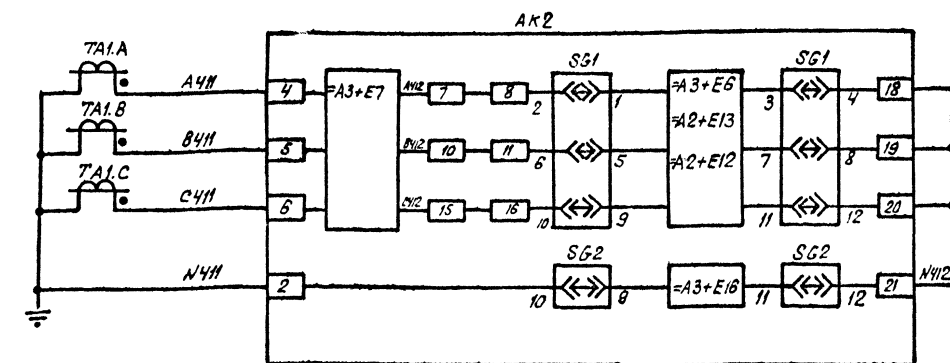 АК2
ТА1.А
А411
4
=А3+Е7
А412
7
8
2
SG1
1
=А3+Е6
3
SG1
4
18
ТА1.В
В411
5
В412
10
11
6
5
=А2+Е13
=А2+Е12
7
8
19
ТА1.С
С411
6
С412
15
16
10
9
11
12
20
N411
2
10
SG2
9
=А3+Е16
11
SG2
12
21
N412